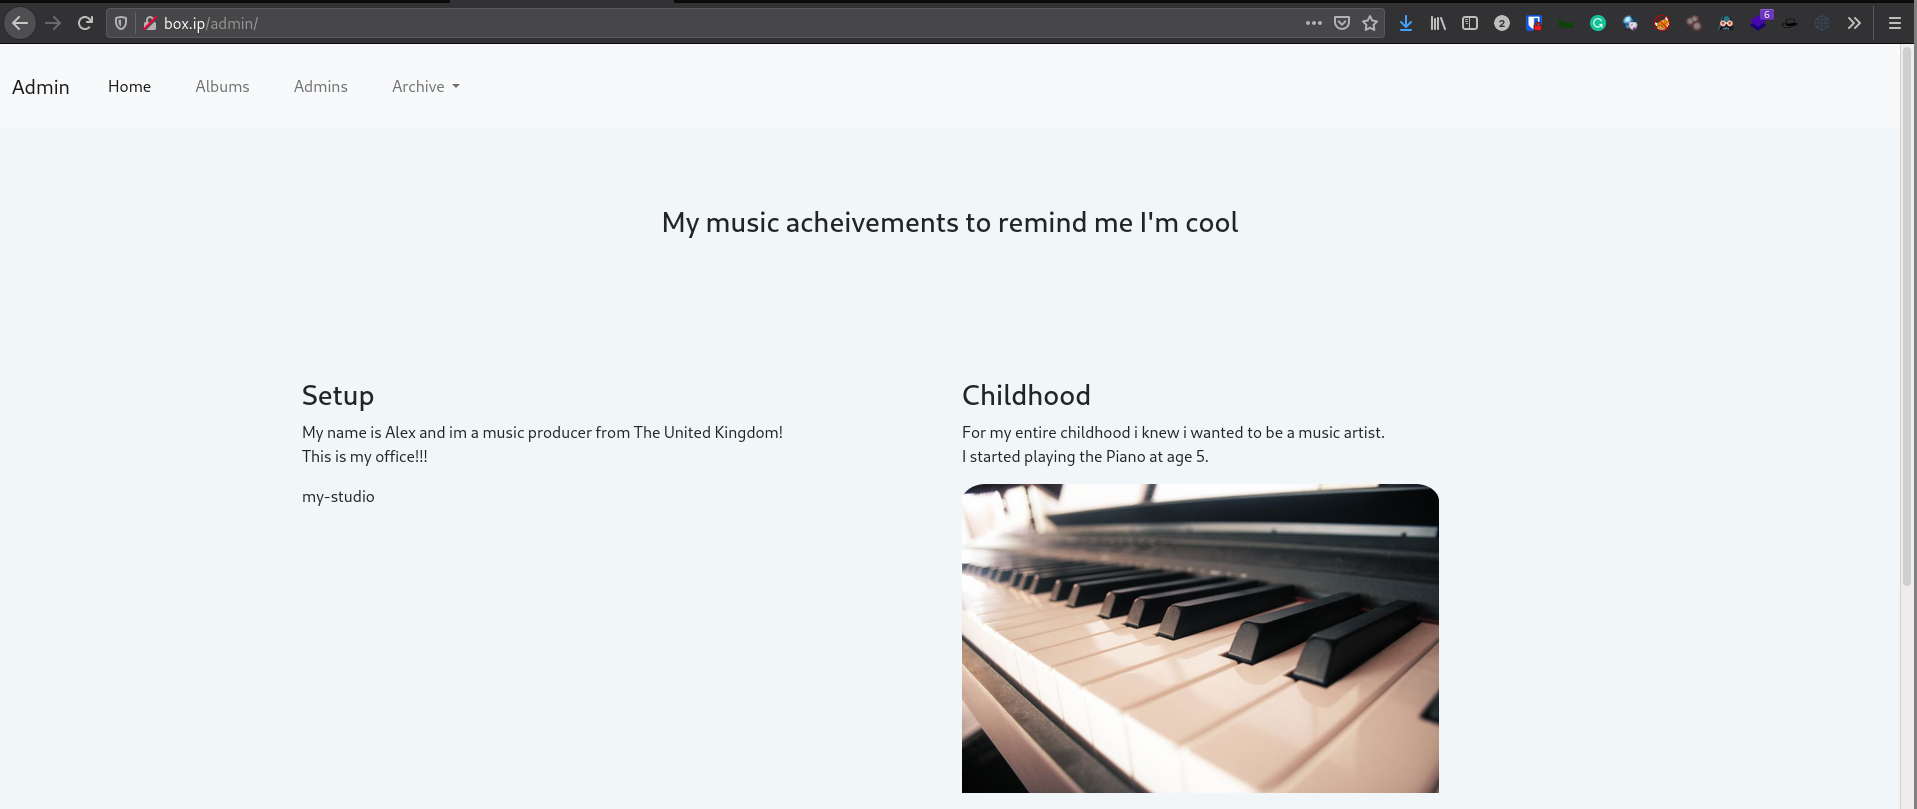 box.ip/admin/
2
6
Admin Home Albums Admins Archive
My music acheivements to remind me I'm cool
Setup
My name is Alex and im a music producer from The United Kingdom!
This is my office!!!
my-studio
Childhood
For my entire childhood i knew i wanted to be a music artist.
I started playing the Piano at age 5.